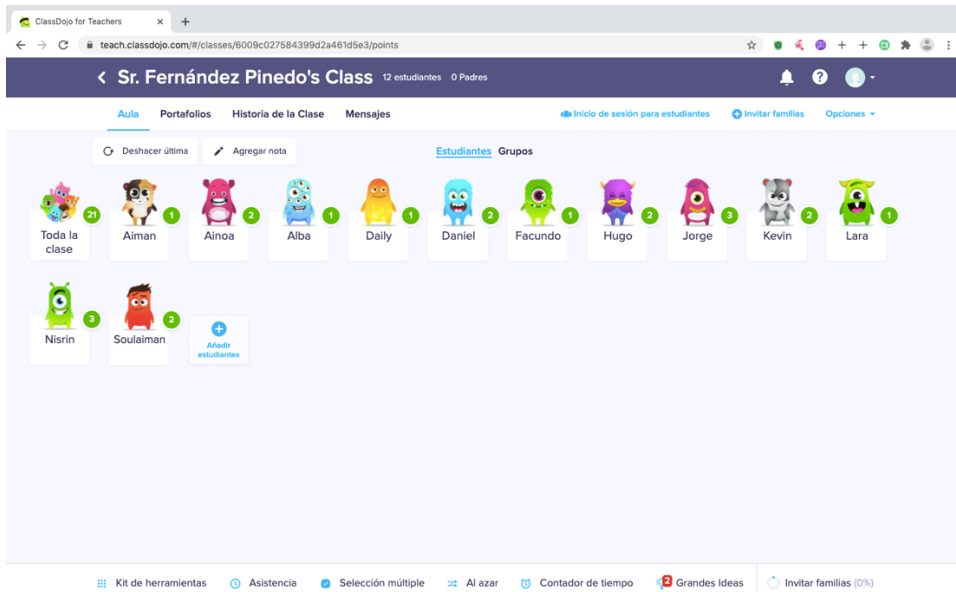 ClassDojo for Teachers
teach.classdojo.com/#/classes/6009c027584399d2a461d5e3/points
Sr. Fernández Pinedo's Class 12 estudiantes 0 Padres
Aula Portafolios Historia de la Clase Mensajes Inicio de sesión para estudiantes Invitar familias Opciones
Deshacer última Agregar nota Estudiantes Grupos
21 1 2 1 1 2 1 2 3 2 1
Toda la clase Aiman Ainoa Alba Daily Daniel Facundo Hugo Jorge Kevin Lara
3 2
Nisrin Soulaiman Añadir estudiantes
Kit de herramientas Asistencia Selección múltiple Al azar Contador de tiempo 2 Grandes Ideas Invitar familias (0%)